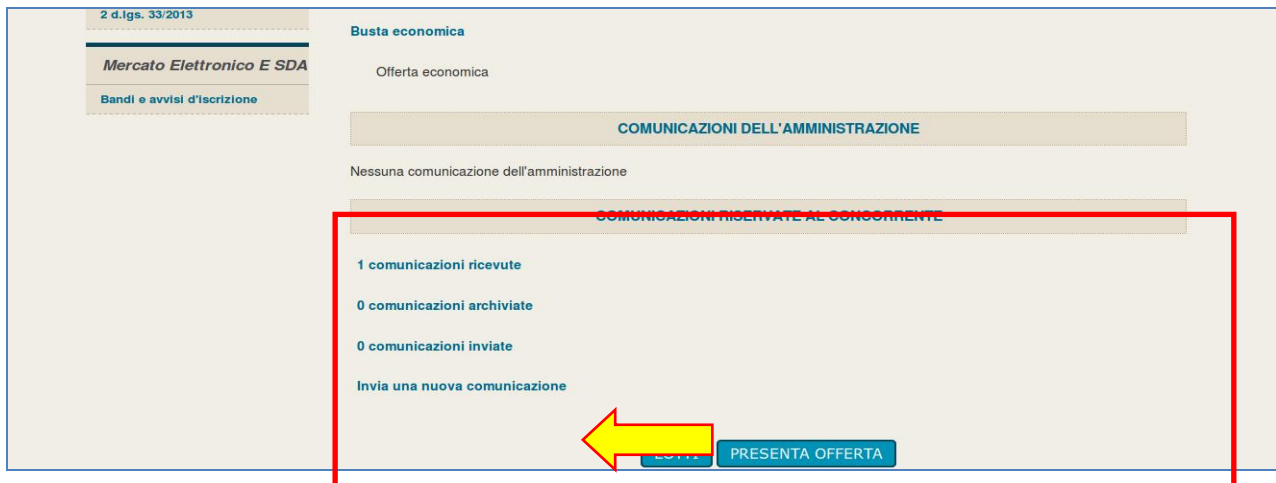 2 d.lgs. 33/2013
Mercato Elettronico E SDA
Bandi e avvisi d'iscrizione
Busta economica
Offerta economica
COMUNICAZIONI DELL'AMMINISTRAZIONE
Nessuna comunicazione dell'amministrazione
COMUNICAZIONI RISERVATE AL CONCORRENTE
1 comunicazioni ricevute
0 comunicazioni archiviate
0 comunicazioni inviate
Invia una nuova comunicazione
LOTTI
PRESENTA OFFERTA